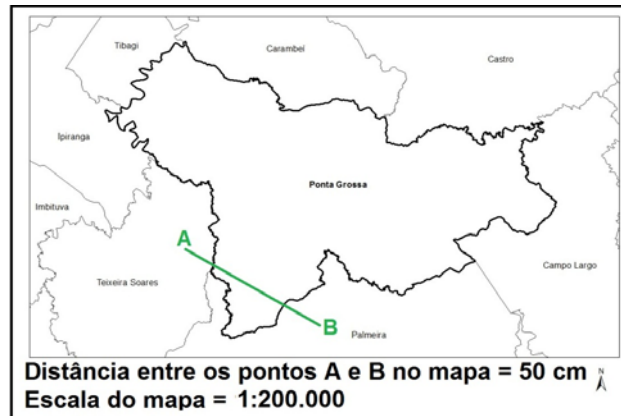 Tibagi
Carambeí
Castro
Ipiranga
Ponta Grossa
Imbituva
A
Teixeira Soares
Campo Largo
B
Palmeira
N
Distância entre os pontos A e B no mapa = 50 cm
Escala do mapa = 1:200.000